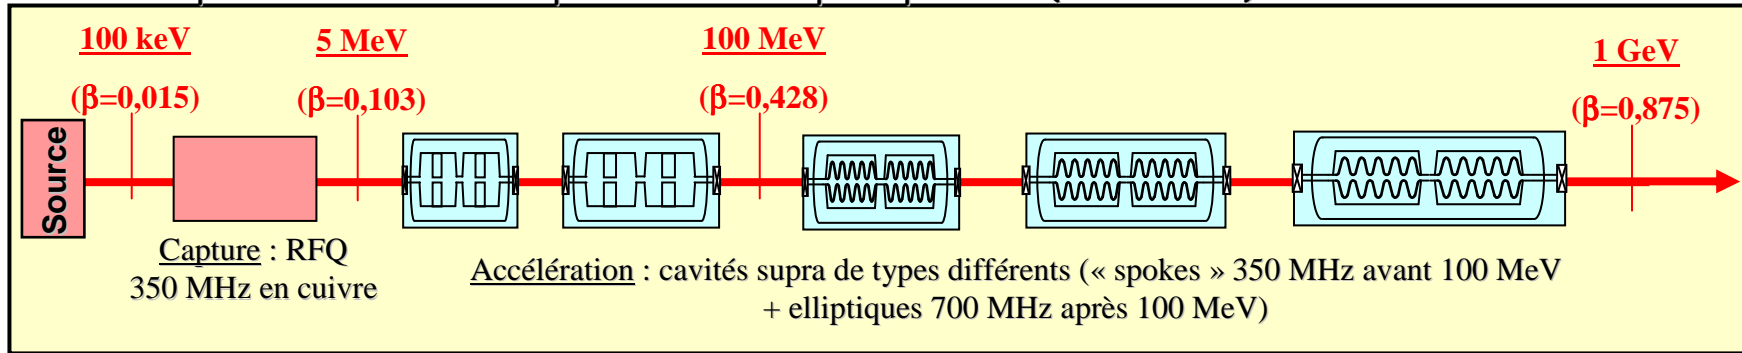 100 keV
5 MeV
100 MeV
1 GeV
(β=0,015)
(β=0,103)
(β=0,428)
(β=0,875)
Source
Capture : RFQ
350 MHz en cuivre
Accélération : cavités supra de types différents (« spokes » 350 MHz avant 100 MeV
+ elliptiques 700 MHz après 100 MeV)